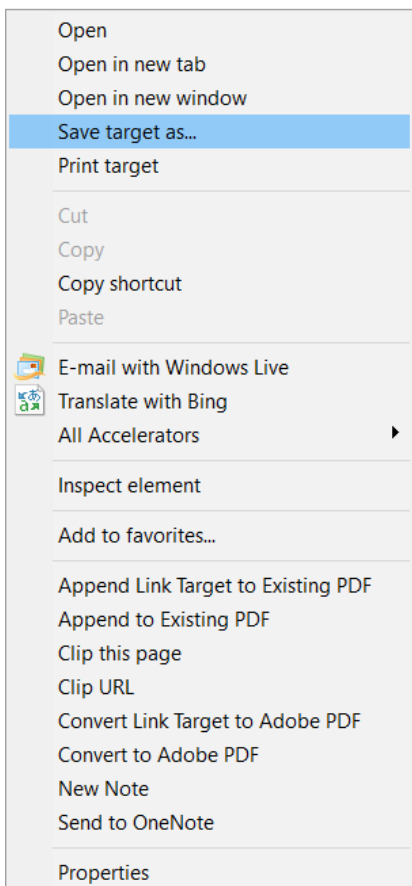 Open
Open in new tab
Open in new window
Save target as...
Print target
Cut
Copy
Copy shortcut
Paste
E-mail with Windows Live
Translate with Bing
All Accelerators
Inspect element
Add to favorites...
Append Link Target to Existing PDF
Append to Existing PDF
Clip this page
Clip URL
Convert Link Target to Adobe PDF
Convert to Adobe PDF
New Note
Send to OneNote
Properties